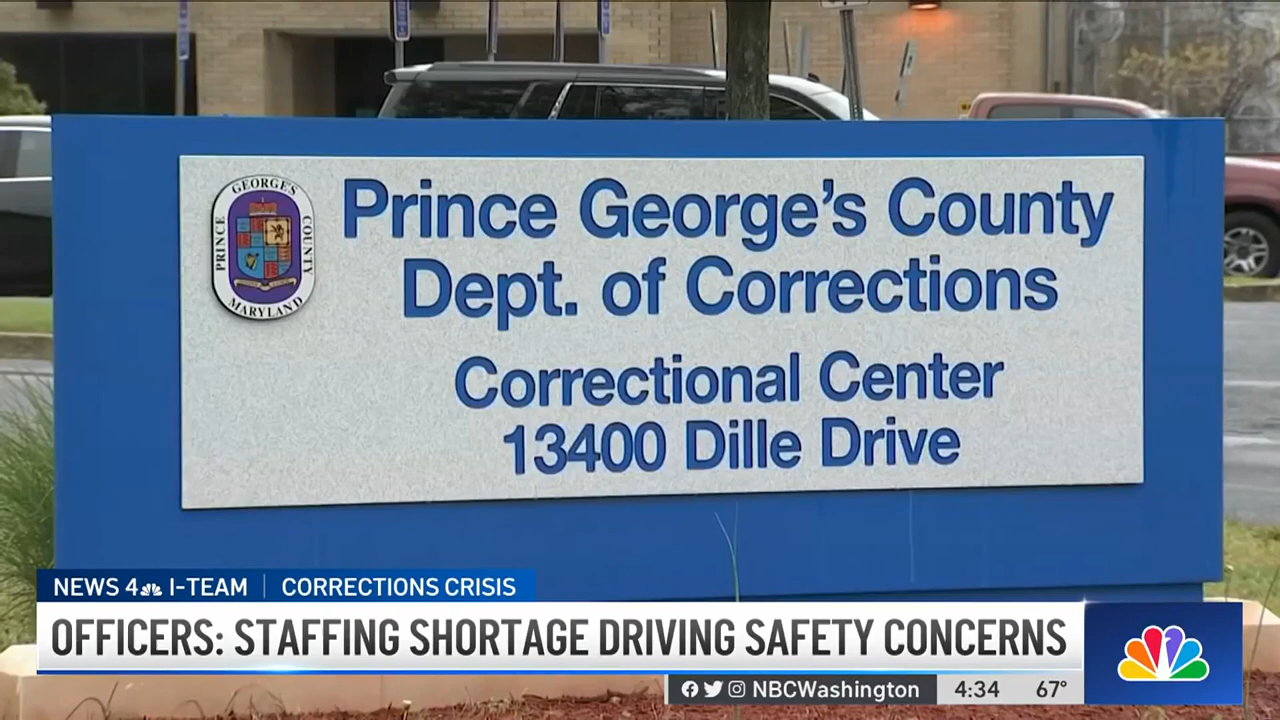 PRINCE GEORGE'S COUNTY MARYLAND
Prince George's County
Dept. of Corrections
Correctional Center
13400 Dille Drive
NEWS 4 I-TEAM | CORRECTIONS CRISIS
OFFICERS: STAFFING SHORTAGE DRIVING SAFETY CONCERNS
NBCWashington 4:34 67°